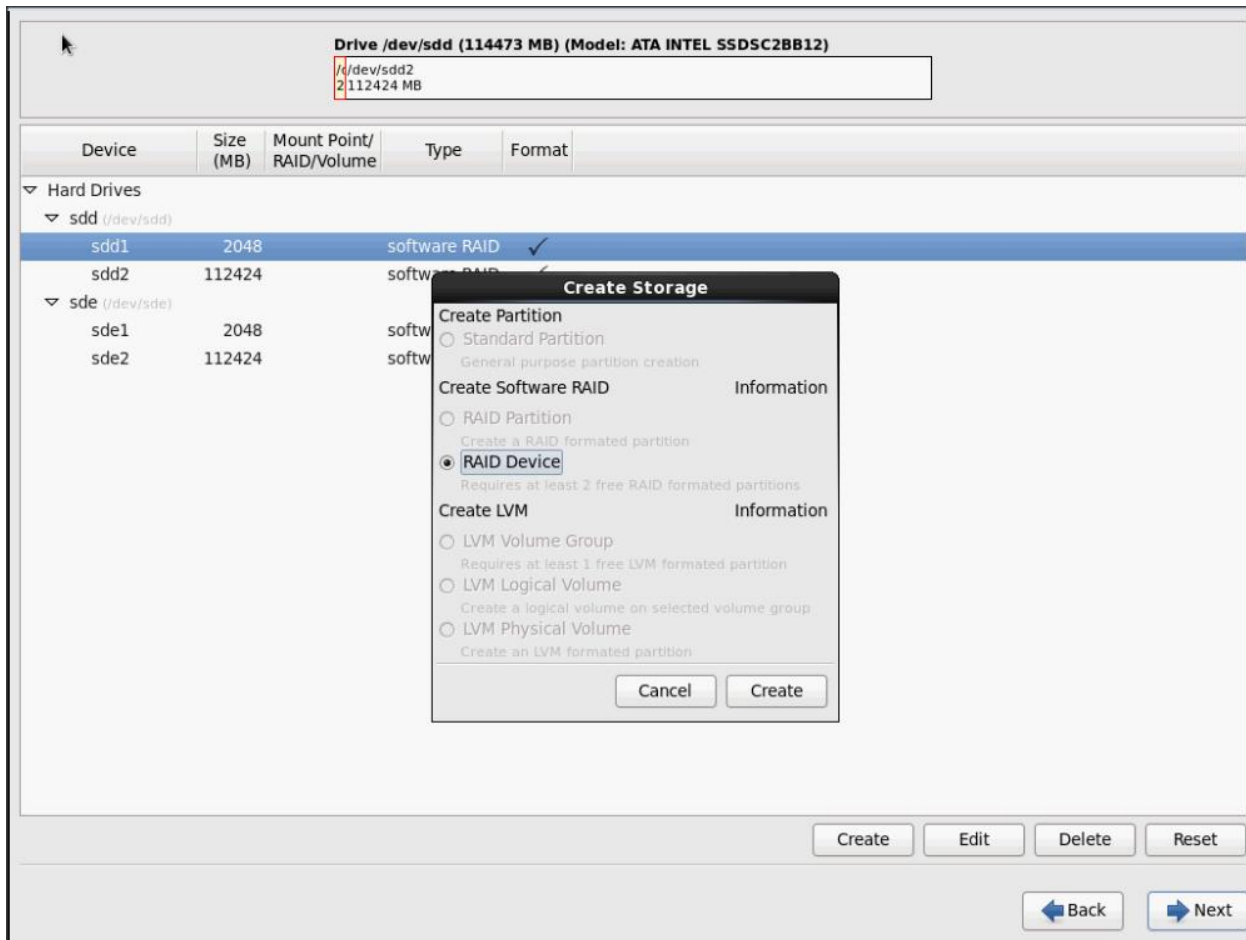 Drive /dev/sdd (114473 MB) (Model: ATA INTEL SSDSC2BB12)
/dev/sdd2
2 112424 MB
Device Size (MB) Mount Point/ RAID/Volume Type Format
Hard Drives
sdd (/dev/sdd)
sdd1 2048 software RAID
sdd2 112424
sde (/dev/sde)
sde1 2048 softw
sde2 112424 softw
Create Storage
Create Partition
Standard Partition
General purpose partition creation
Create Software RAID Information
RAID Partition
Create a RAID formated partition
RAID Device
Requires at least 2 free RAID formated partitions
Create LVM Information
LVM Volume Group
Requires at least 1 free LVM formated partition
LVM Logical Volume
Create a logical volume on selected volume group
LVM Physical Volume
Create an LVM formated partition
Cancel Create
Create Edit Delete Reset
Back Next